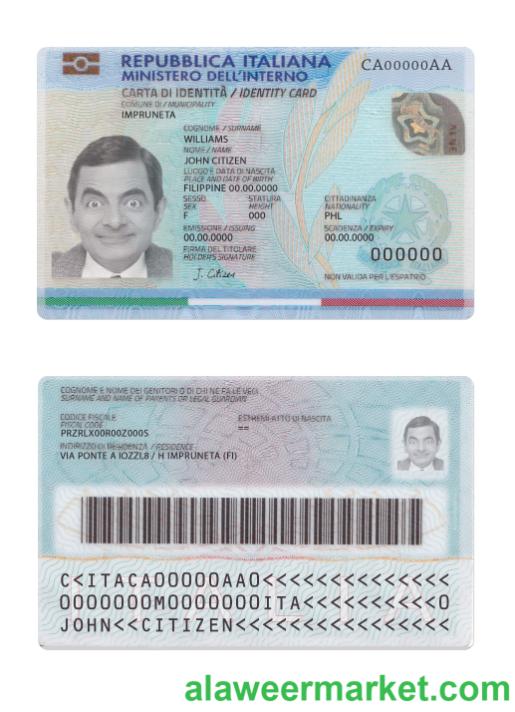 REPUBBLICA ITALIANA
CA00000AA
MINISTERO DELL'INTERNO
CARTA DI IDENTITÀ / IDENTITY CARD
COMUNE DI / MUNICIPALITY
IMPRUNETA
COGNOME / SURNAME
WILLIAMS
NOME / NAME
JOHN CITIZEN
LUOGO E DATA DI NASCITA
PLACE AND DATE OF BIRTH
FILIPPINE 00.00.0000
SESSO STATURA CITTADINANZA
SEX HEIGHT NATIONALITY
F 000 PHL
EMISSIONE / ISSUING SCADENZA / EXPIRY
00.00.0000 00.00.0000
FIRMA DEL TITOLARE
HOLDER'S SIGNATURE
000000
J. Citizen
NON VALIDA PER L'ESPATRIO
COGNOME E NOME DEI GENITORI O DI CHI NE FA LE VECI
SURNAME AND NAME OF PARENTS OR LEGAL GUARDIAN
CODICE FISCALE ESTREMI ATTO DI NASCITA
FISCAL CODE ==
PRZRLX00R00Z000S
INDIRIZZO DI RESIDENZA / RESIDENCE
VIA PONTE A IOZZL8 / H IMPRUNETA (FI)
C<ITACA00000AA0<<<<<<<<<<<<<<
0000000M0000000ITA<<<<<<<<<<0
JOHN<<CITIZEN<<<<<<<<<<<<<<<<
ITALIA
alaweermarket.com